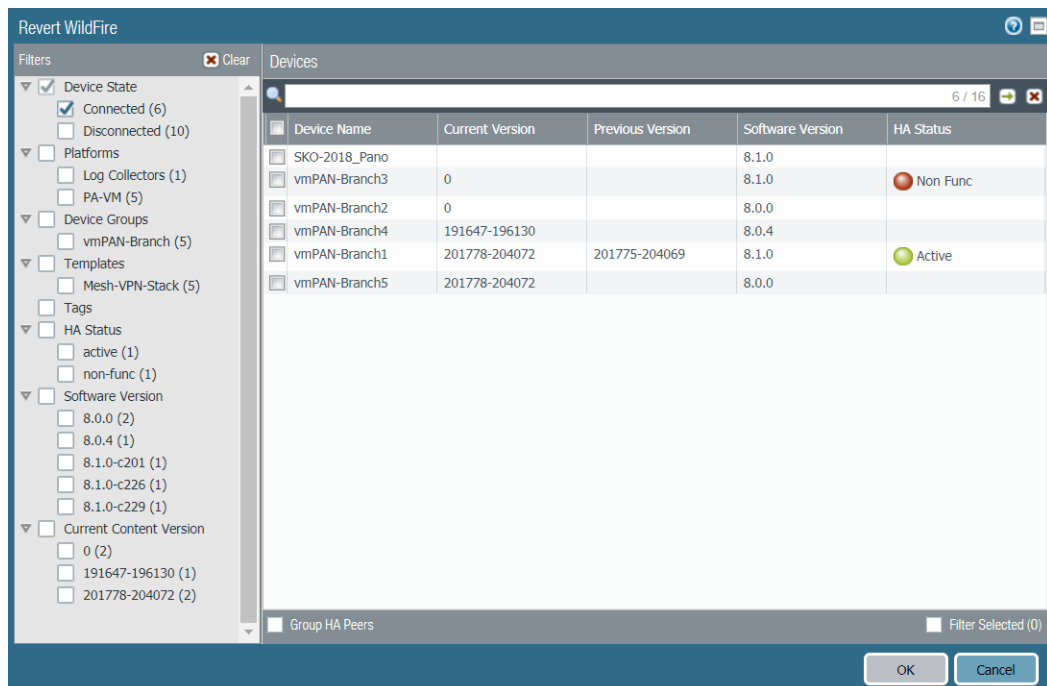 Revert WildFire
Filters
Clear
Device State
Connected (6)
Disconnected (10)
Platforms
Log Collectors (1)
PA-VM (5)
Device Groups
vmPAN-Branch (5)
Templates
Mesh-VPN-Stack (5)
Tags
HA Status
active (1)
non-func (1)
Software Version
8.0.0 (2)
8.0.4 (1)
8.1.0-c201 (1)
8.1.0-c226 (1)
8.1.0-c229 (1)
Current Content Version
0 (2)
191647-196130 (1)
201778-204072 (2)
Devices
6 / 16
Device Name Current Version Previous Version Software Version HA Status
SKO-2018_Pano 8.1.0
vmPAN-Branch3 0 8.1.0 Non Func
vmPAN-Branch2 0 8.0.0
vmPAN-Branch4 191647-196130 8.0.4
vmPAN-Branch1 201778-204072 201775-204069 8.1.0 Active
vmPAN-Branch5 201778-204072 8.0.0
Group HA Peers Filter Selected (0)
OK Cancel